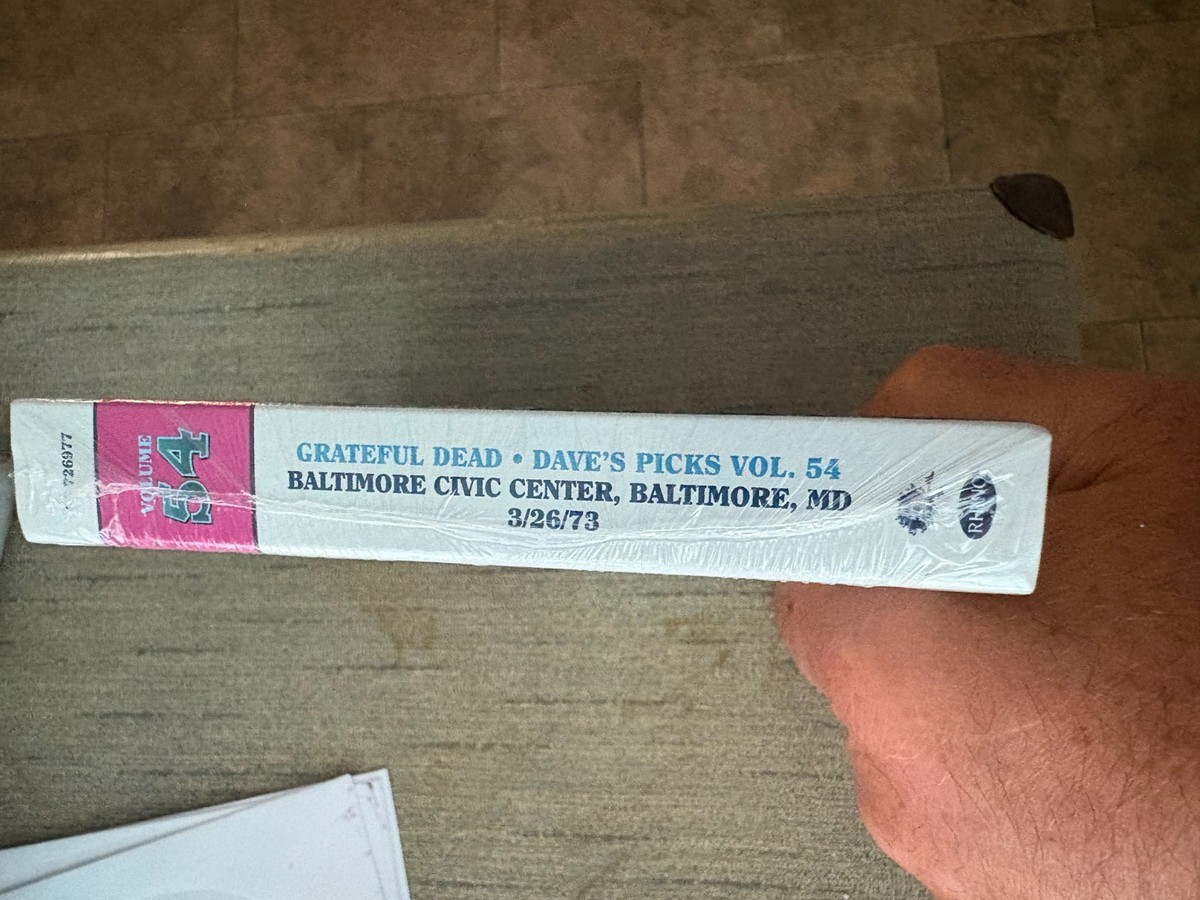 726977
VOLUME
54
GRATEFUL DEAD • DAVE'S PICKS VOL. 54
BALTIMORE CIVIC CENTER, BALTIMORE, MD
3/26/73
RHINO